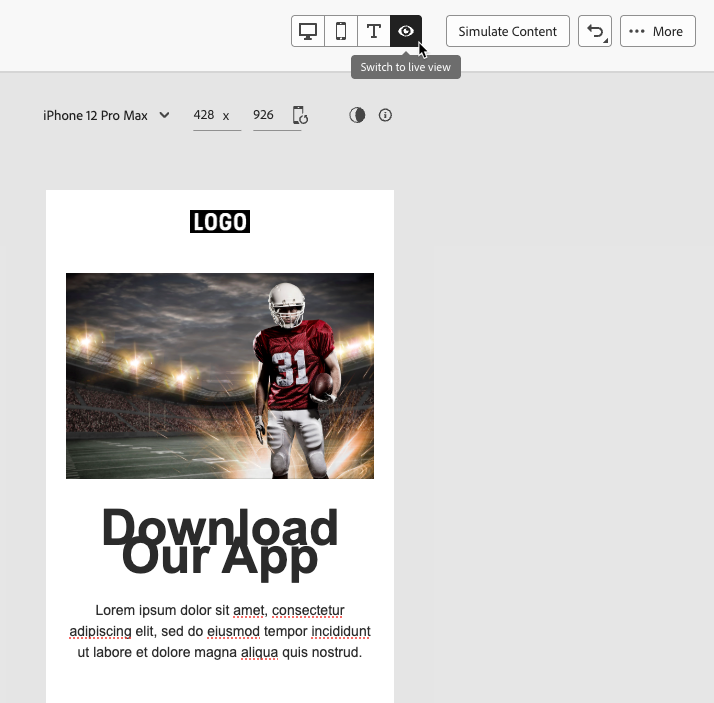 Simulate Content
More
Switch to live view
iPhone 12 Pro Max 428 x 926
LOGO
31
Download
Our App
Lorem ipsum dolor sit amet, consectetur
adipiscing elit, sed do eiusmod tempor incididunt
ut labore et dolore magna aliqua quis nostrud.